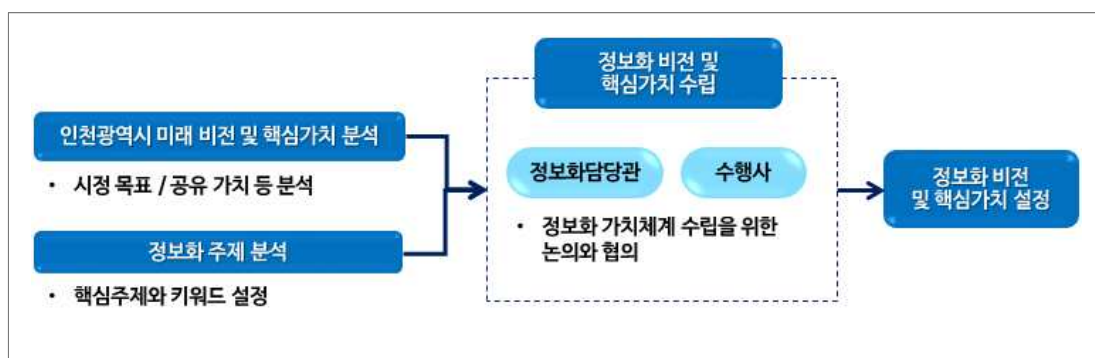 인천광역시 미래 비전 및 핵심가치 분석
• 시정 목표 / 공유 가치 등 분석
정보화 주제 분석
• 핵심주제와 키워드 설정
정보화 비전 및
핵심가치 수립
정보화담당관
수행사
• 정보화 가치체계 수립을 위한
논의와 협의
정보화 비전
및 핵심가치 설정